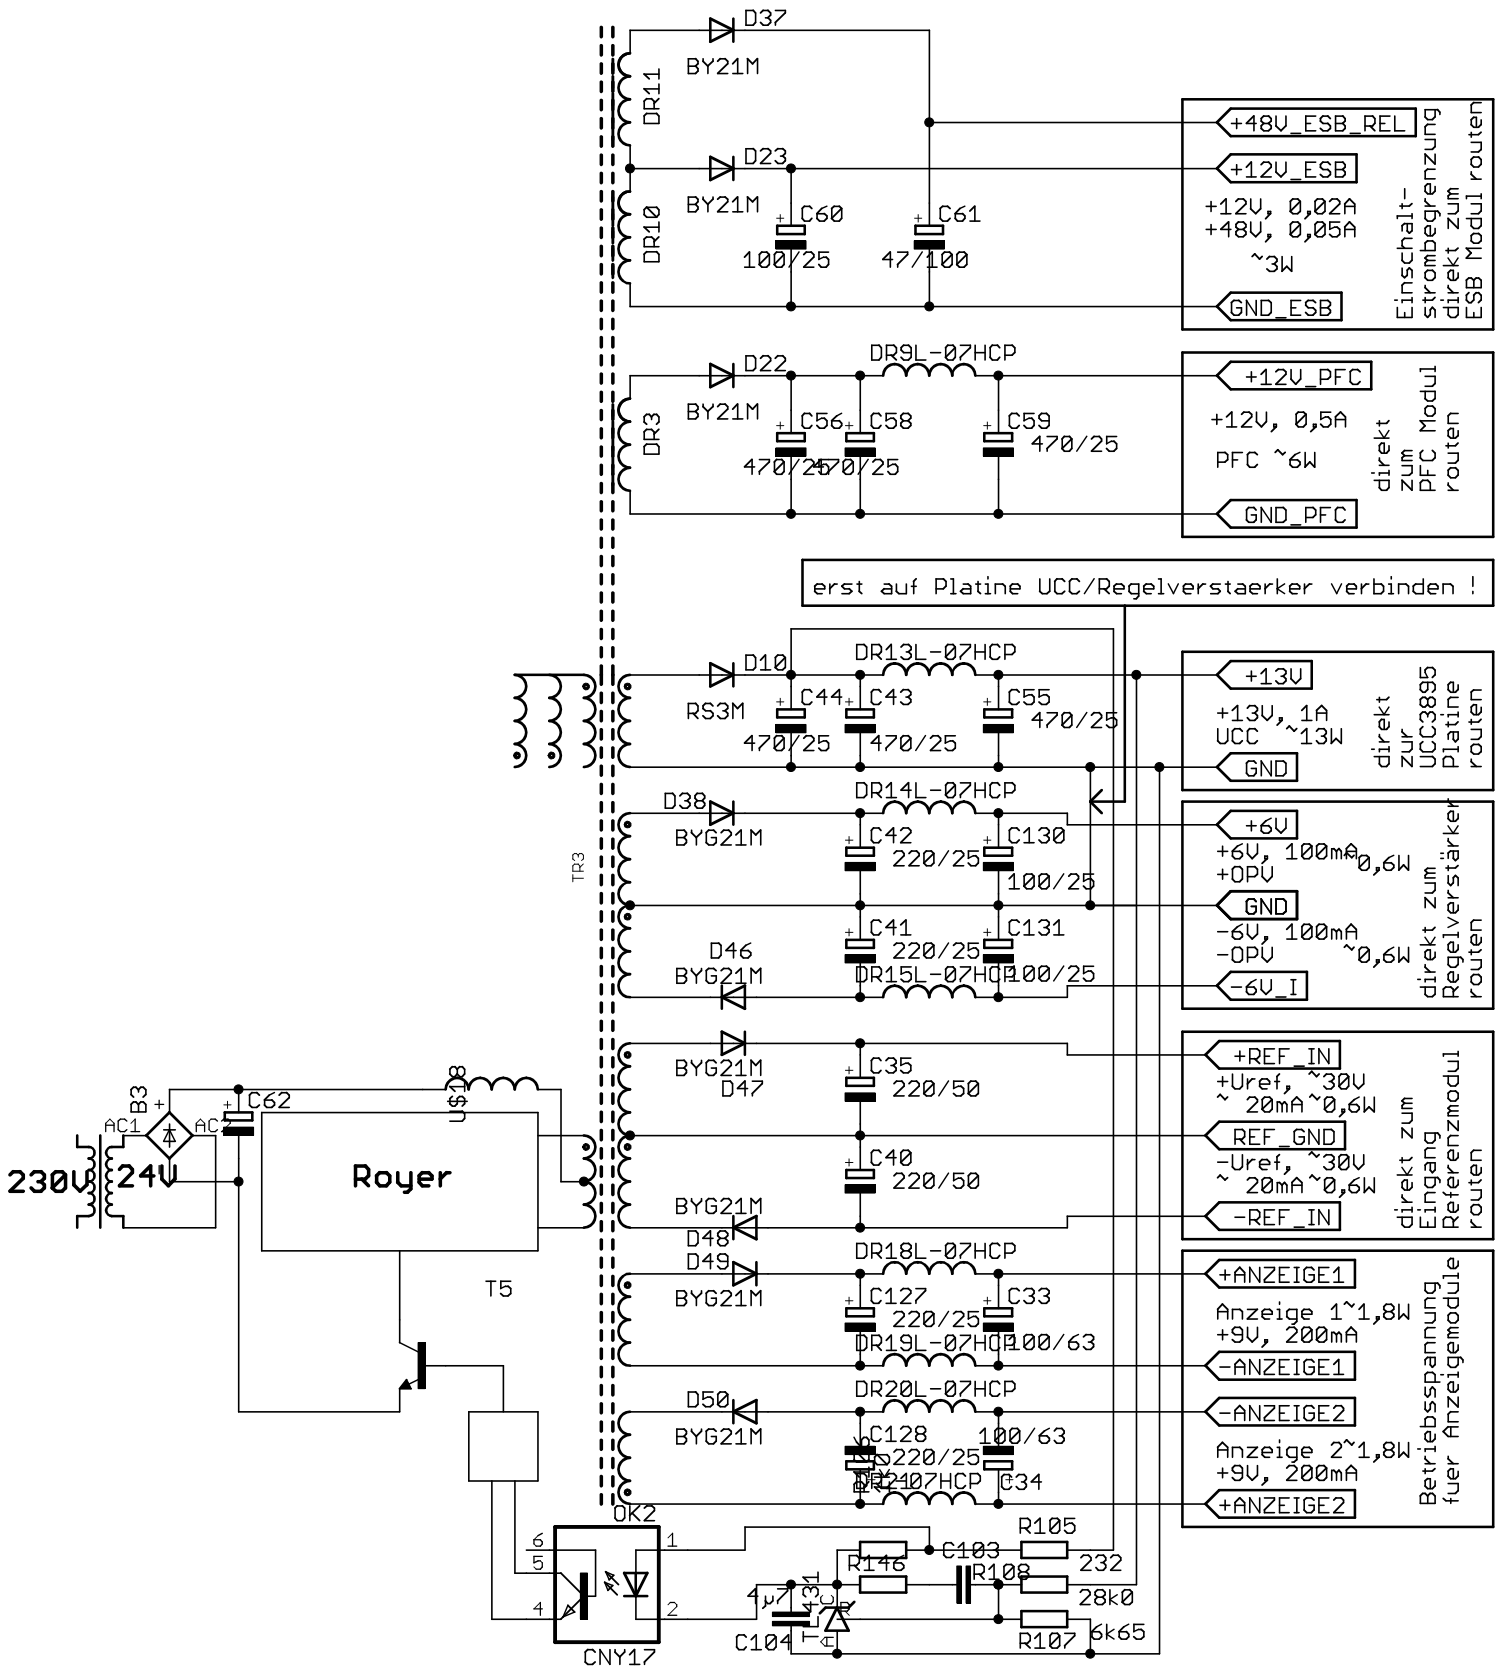 D37
BY21M
DR11
+48V_ESB_REL
D23
+12V_ESB
BY21M
DR10
C60
100/25
C61
47/100
+12V, 0,02A
+48V, 0,05A
~3W
GND_ESB
Einschalt-
strombegrenzung
direkt zum
ESB Modul routen
D22
BY21M
DR3
DR9L-07HCP
+12V_PFC
C56
470/25
C58
470/25
C59
470/25
+12V, 0,5A
PFC ~6W
GND_PFC
direkt
zum
PFC Modul
routen
erst auf Platine UCC/Regelverstaerker verbinden !
D10
RS3M
DR13L-07HCP
+13V
C44
470/25
C43
470/25
C55
470/25
+13V, 1A
UCC ~13W
GND
direkt
zur
UCC3895
Platine
routen
TR3
D38
BYG21M
DR14L-07HCP
+6V
C42
220/25
C130
100/25
+6V, 100mA
+OPV ~0,6W
GND
C41
220/25
C131
100/25
-6V, 100mA
-OPV ~0,6W
D46
BYG21M
DR15L-07HCP
-6V_I
direkt zum
Regelverstärker
routen
BYG21M
D47
+REF_IN
C35
220/50
+Uref, ~30V
~ 20mA ~0,6W
REF_GND
C40
220/50
-Uref, ~30V
~ 20mA ~0,6W
BYG21M
D48
-REF_IN
direkt zum
Eingang
Referenzmodul
routen
B3
+
AC1
AC2
C62
U$18
230V
24V
Royer
T5
D49
BYG21M
DR18L-07HCP
+ANZEIGE1
C127
220/25
C33
100/63
Anzeige 1~1,8W
+9V, 200mA
DR19L-07HCP
-ANZEIGE1
D50
BYG21M
DR20L-07HCP
-ANZEIGE2
C128
220/25
100/63
C34
Anzeige 2~1,8W
+9V, 200mA
+ANZEIGE2
Betriebsspannung
fuer Anzeigemodule
OK2
6
5
4
1
2
CNY17
R146
C103
R105
232
R108
28k0
R107
6k65
4µ7
C104
TL431
A
C
R